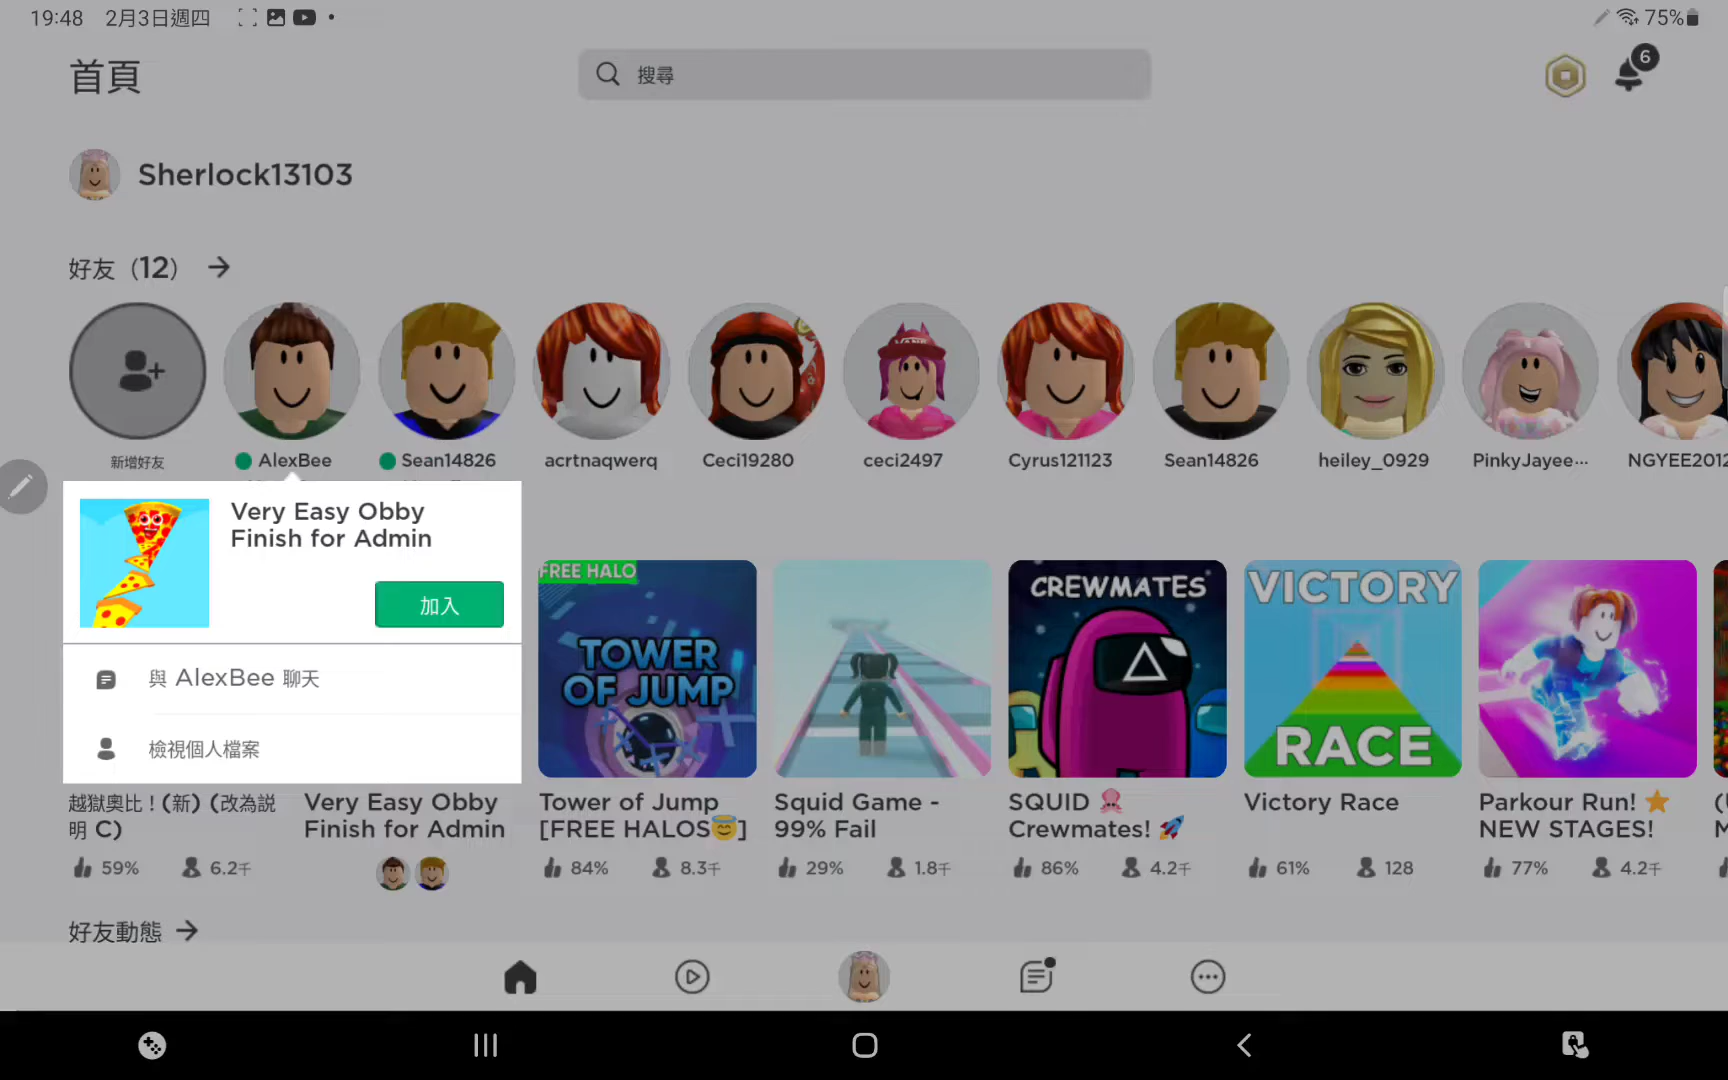 19:48 2月3日週四
75%
首頁
搜尋
6
Sherlock13103
好友（12）
新增好友
AlexBee
Sean14826
acrtnaqwerq
Ceci19280
ceci2497
Cyrus121123
Sean14826
heiley_0929
PinkyJayee...
NGYEE2012
Very Easy Obby
Finish for Admin
加入
與 AlexBee 聊天
檢視個人檔案
FREE HALO
TOWER
OF JUMP
CREWMATES
VICTORY
RACE
越獄奧比！(新) (改為説
明 C)
59% 6.2千
Very Easy Obby
Finish for Admin
Tower of Jump
[FREE HALOS😇]
84% 8.3千
Squid Game -
99% Fail
29% 1.8千
SQUID 🦑
Crewmates! 🚀
86% 4.2千
Victory Race
61% 128
Parkour Run! ⭐
NEW STAGES!
77% 4.2千
好友動態